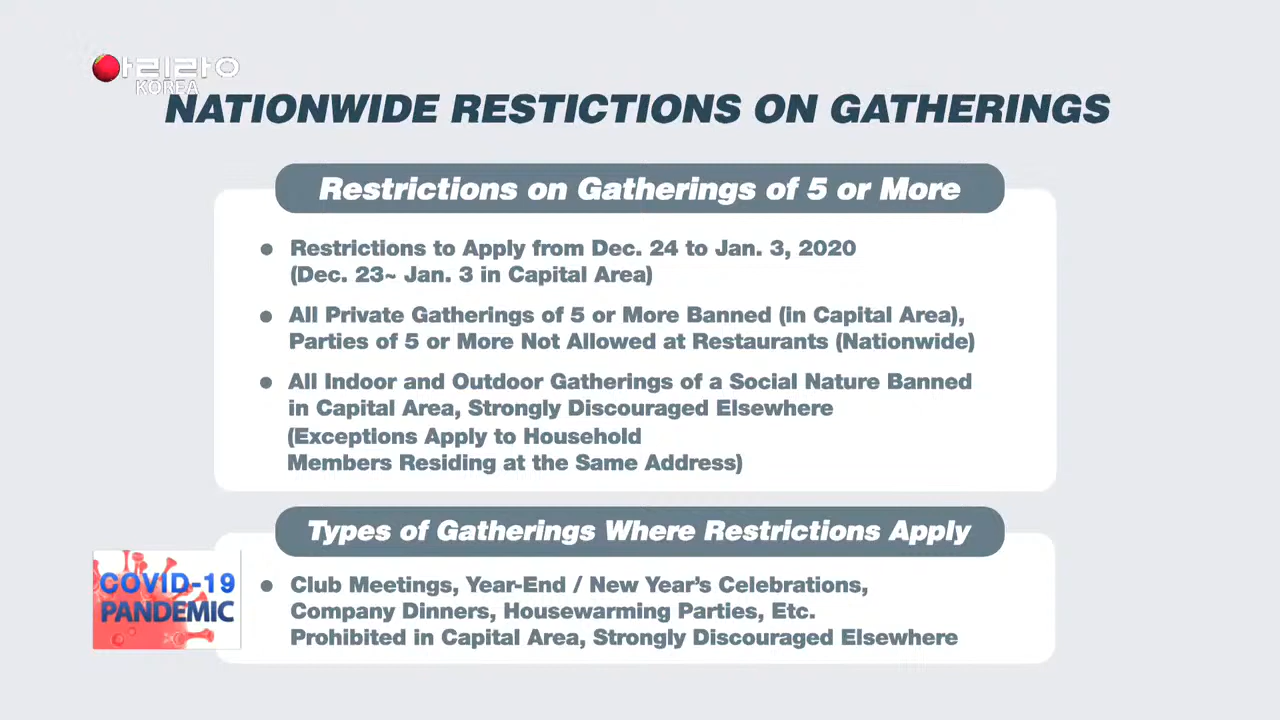 아리라앙
KOREA
NATIONWIDE RESTICTIONS ON GATHERINGS
Restrictions on Gatherings of 5 or More
Restrictions to Apply from Dec. 24 to Jan. 3, 2020
(Dec. 23~ Jan. 3 in Capital Area)
All Private Gatherings of 5 or More Banned (in Capital Area),
Parties of 5 or More Not Allowed at Restaurants (Nationwide)
All Indoor and Outdoor Gatherings of a Social Nature Banned
in Capital Area, Strongly Discouraged Elsewhere
(Exceptions Apply to Household
Members Residing at the Same Address)
Types of Gatherings Where Restrictions Apply
COVID-19
PANDEMIC
Club Meetings, Year-End / New Year's Celebrations,
Company Dinners, Housewarming Parties, Etc.
Prohibited in Capital Area, Strongly Discouraged Elsewhere